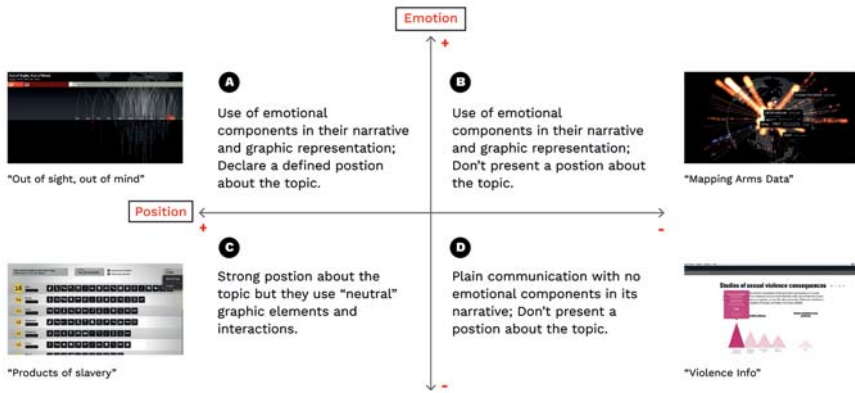 Emotion
+
A
Use of emotional
components in their narrative
and graphic representation;
Declare a defined postion
about the topic.
B
Use of emotional
components in their narrative
and graphic representation;
Don't present a postion about
the topic.
"Out of sight, out of mind"
"Mapping Arms Data"
Position
+
-
C
Strong postion about the
topic but they use "neutral"
graphic elements and
interactions.
D
Plain communication with no
emotional components in its
narrative; Don't present a
postion about the topic.
Studies of sexual violence consequences
"Products of slavery"
"Violence Info"
-